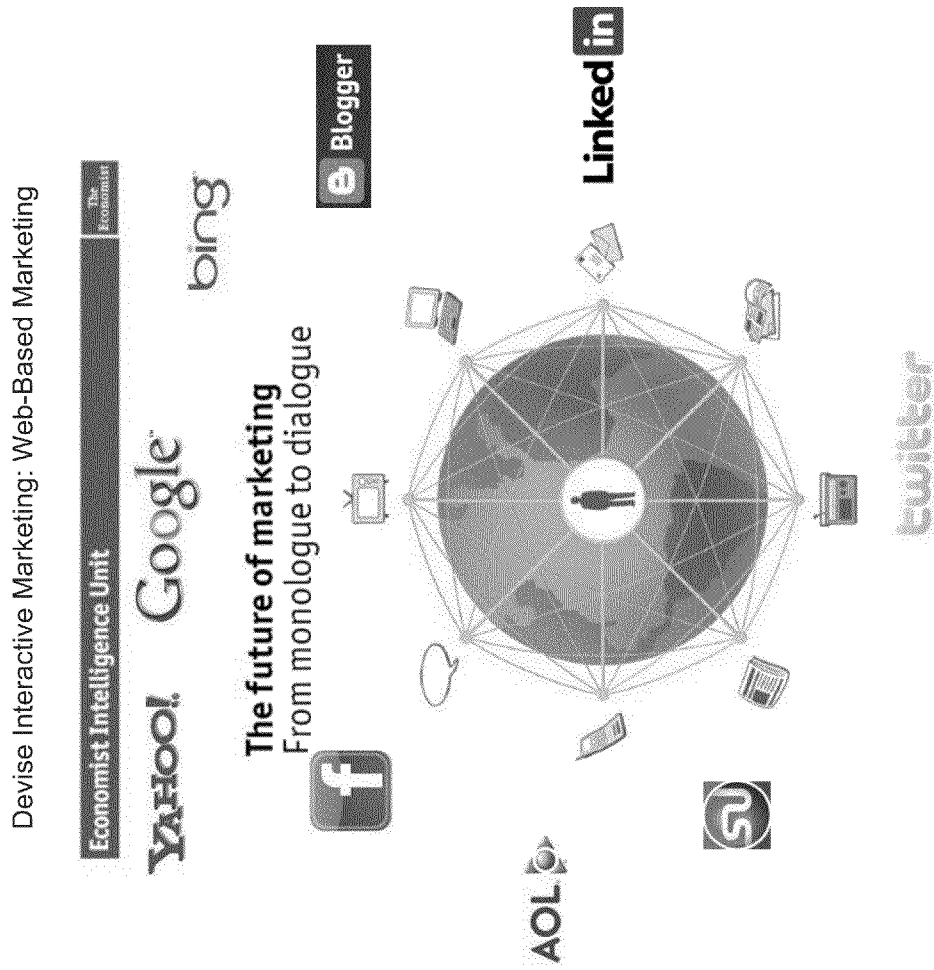 Devise Interactive Marketing: Web-Based Marketing
Economist Intelligence Unit
The
Economist
YAHOO!
Google™
bing
The future of marketing
From monologue to dialogue
f
Blogger
AOL
Linked in
twitter